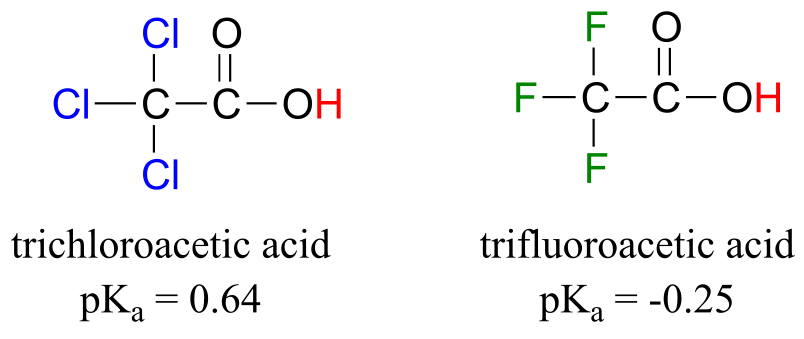 Cl O
Cl C C OH
Cl
trichloroacetic acid
pKa = 0.64
F O
F C C OH
F
trifluoroacetic acid
pKa = -0.25